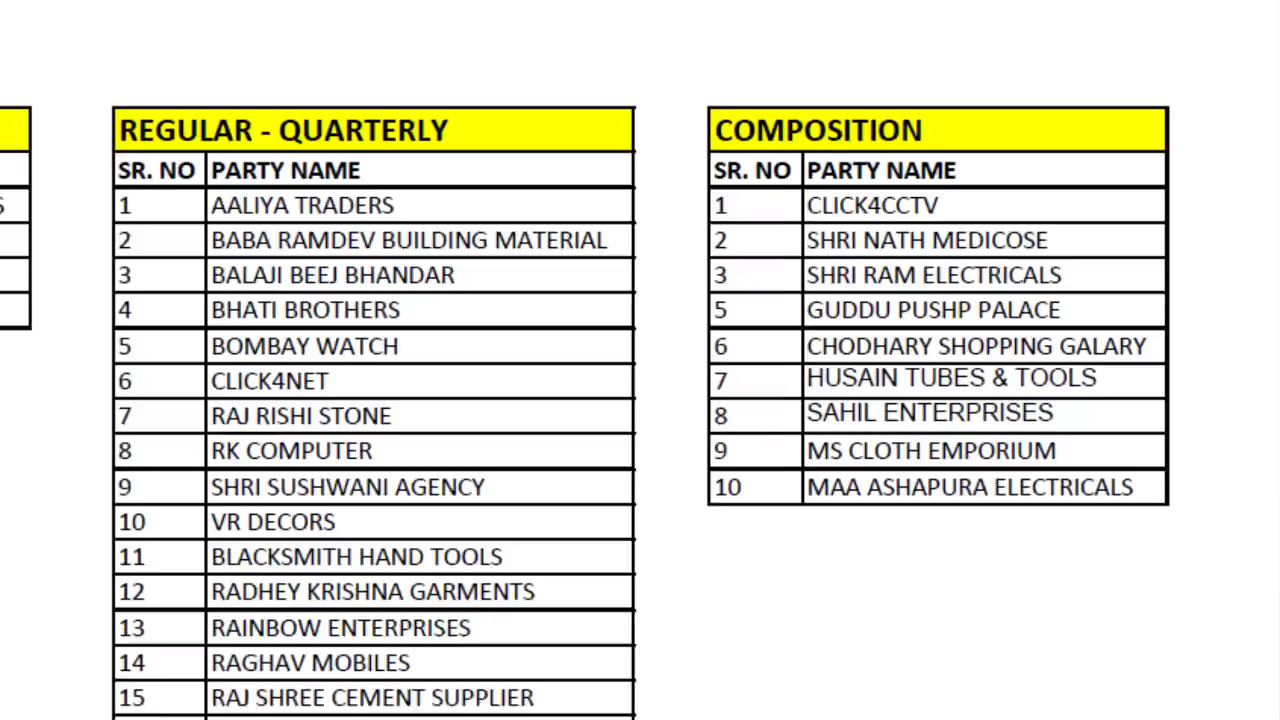 REGULAR - QUARTERLY
SR. NO PARTY NAME
1 AALIYA TRADERS
2 BABA RAMDEV BUILDING MATERIAL
3 BALAJI BEEJ BHANDAR
4 BHATI BROTHERS
5 BOMBAY WATCH
6 CLICK4NET
7 RAJ RISHI STONE
8 RK COMPUTER
9 SHRI SUSHWANI AGENCY
10 VR DECORS
11 BLACKSMITH HAND TOOLS
12 RADHEY KRISHNA GARMENTS
13 RAINBOW ENTERPRISES
14 RAGHAV MOBILES
15 RAJ SHREE CEMENT SUPPLIER
COMPOSITION
SR. NO PARTY NAME
1 CLICK4CCTV
2 SHRI NATH MEDICOSE
3 SHRI RAM ELECTRICALS
5 GUDDU PUSHP PALACE
6 CHODHARY SHOPPING GALARY
7 HUSAIN TUBES & TOOLS
8 SAHIL ENTERPRISES
9 MS CLOTH EMPORIUM
10 MAA ASHAPURA ELECTRICALS